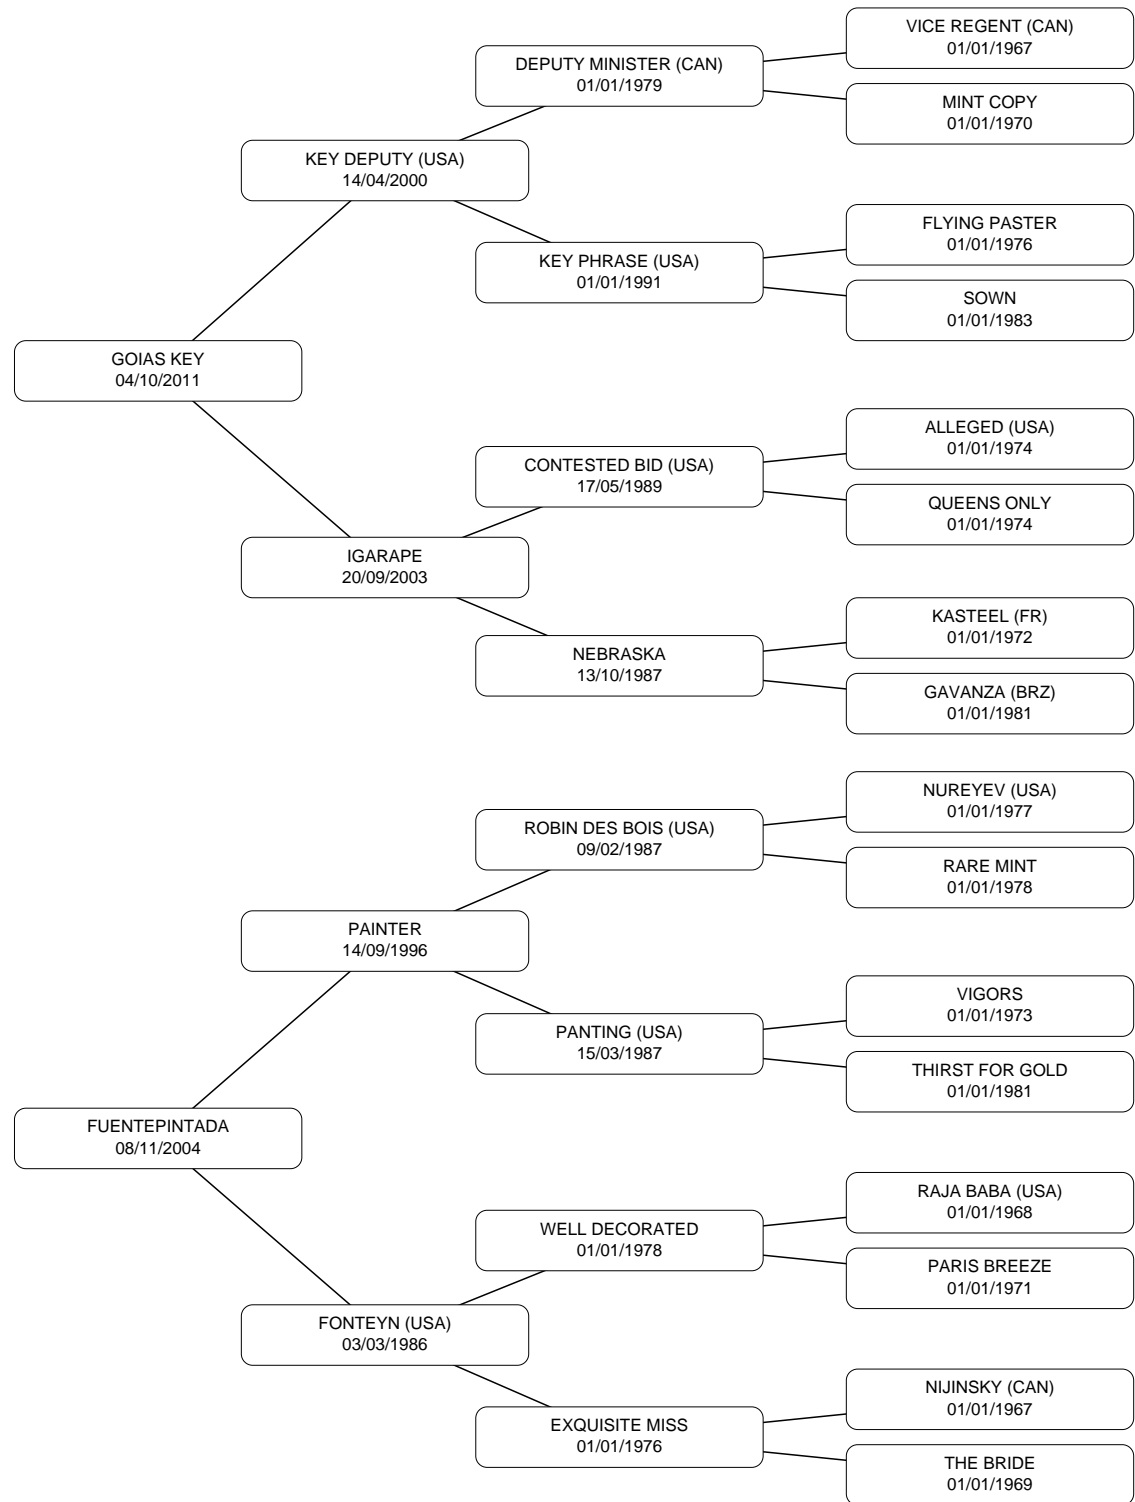 VICE REGENT (CAN)
01/01/1967
DEPUTY MINISTER (CAN)
01/01/1979
MINT COPY
01/01/1970
KEY DEPUTY (USA)
14/04/2000
FLYING PASTER
01/01/1976
KEY PHRASE (USA)
01/01/1991
SOWN
01/01/1983
GOIAS KEY
04/10/2011
ALLEGED (USA)
01/01/1974
CONTESTED BID (USA)
17/05/1989
QUEENS ONLY
01/01/1974
IGARAPE
20/09/2003
KASTEEL (FR)
01/01/1972
NEBRASKA
13/10/1987
GAVANZA (BRZ)
01/01/1981
NUREYEV (USA)
01/01/1977
ROBIN DES BOIS (USA)
09/02/1987
RARE MINT
01/01/1978
PAINTER
14/09/1996
VIGORS
01/01/1973
PANTING (USA)
15/03/1987
THIRST FOR GOLD
01/01/1981
FUENTEPINTADA
08/11/2004
RAJA BABA (USA)
01/01/1968
WELL DECORATED
01/01/1978
PARIS BREEZE
01/01/1971
FONTEYN (USA)
03/03/1986
NIJINSKY (CAN)
01/01/1967
EXQUISITE MISS
01/01/1976
THE BRIDE
01/01/1969